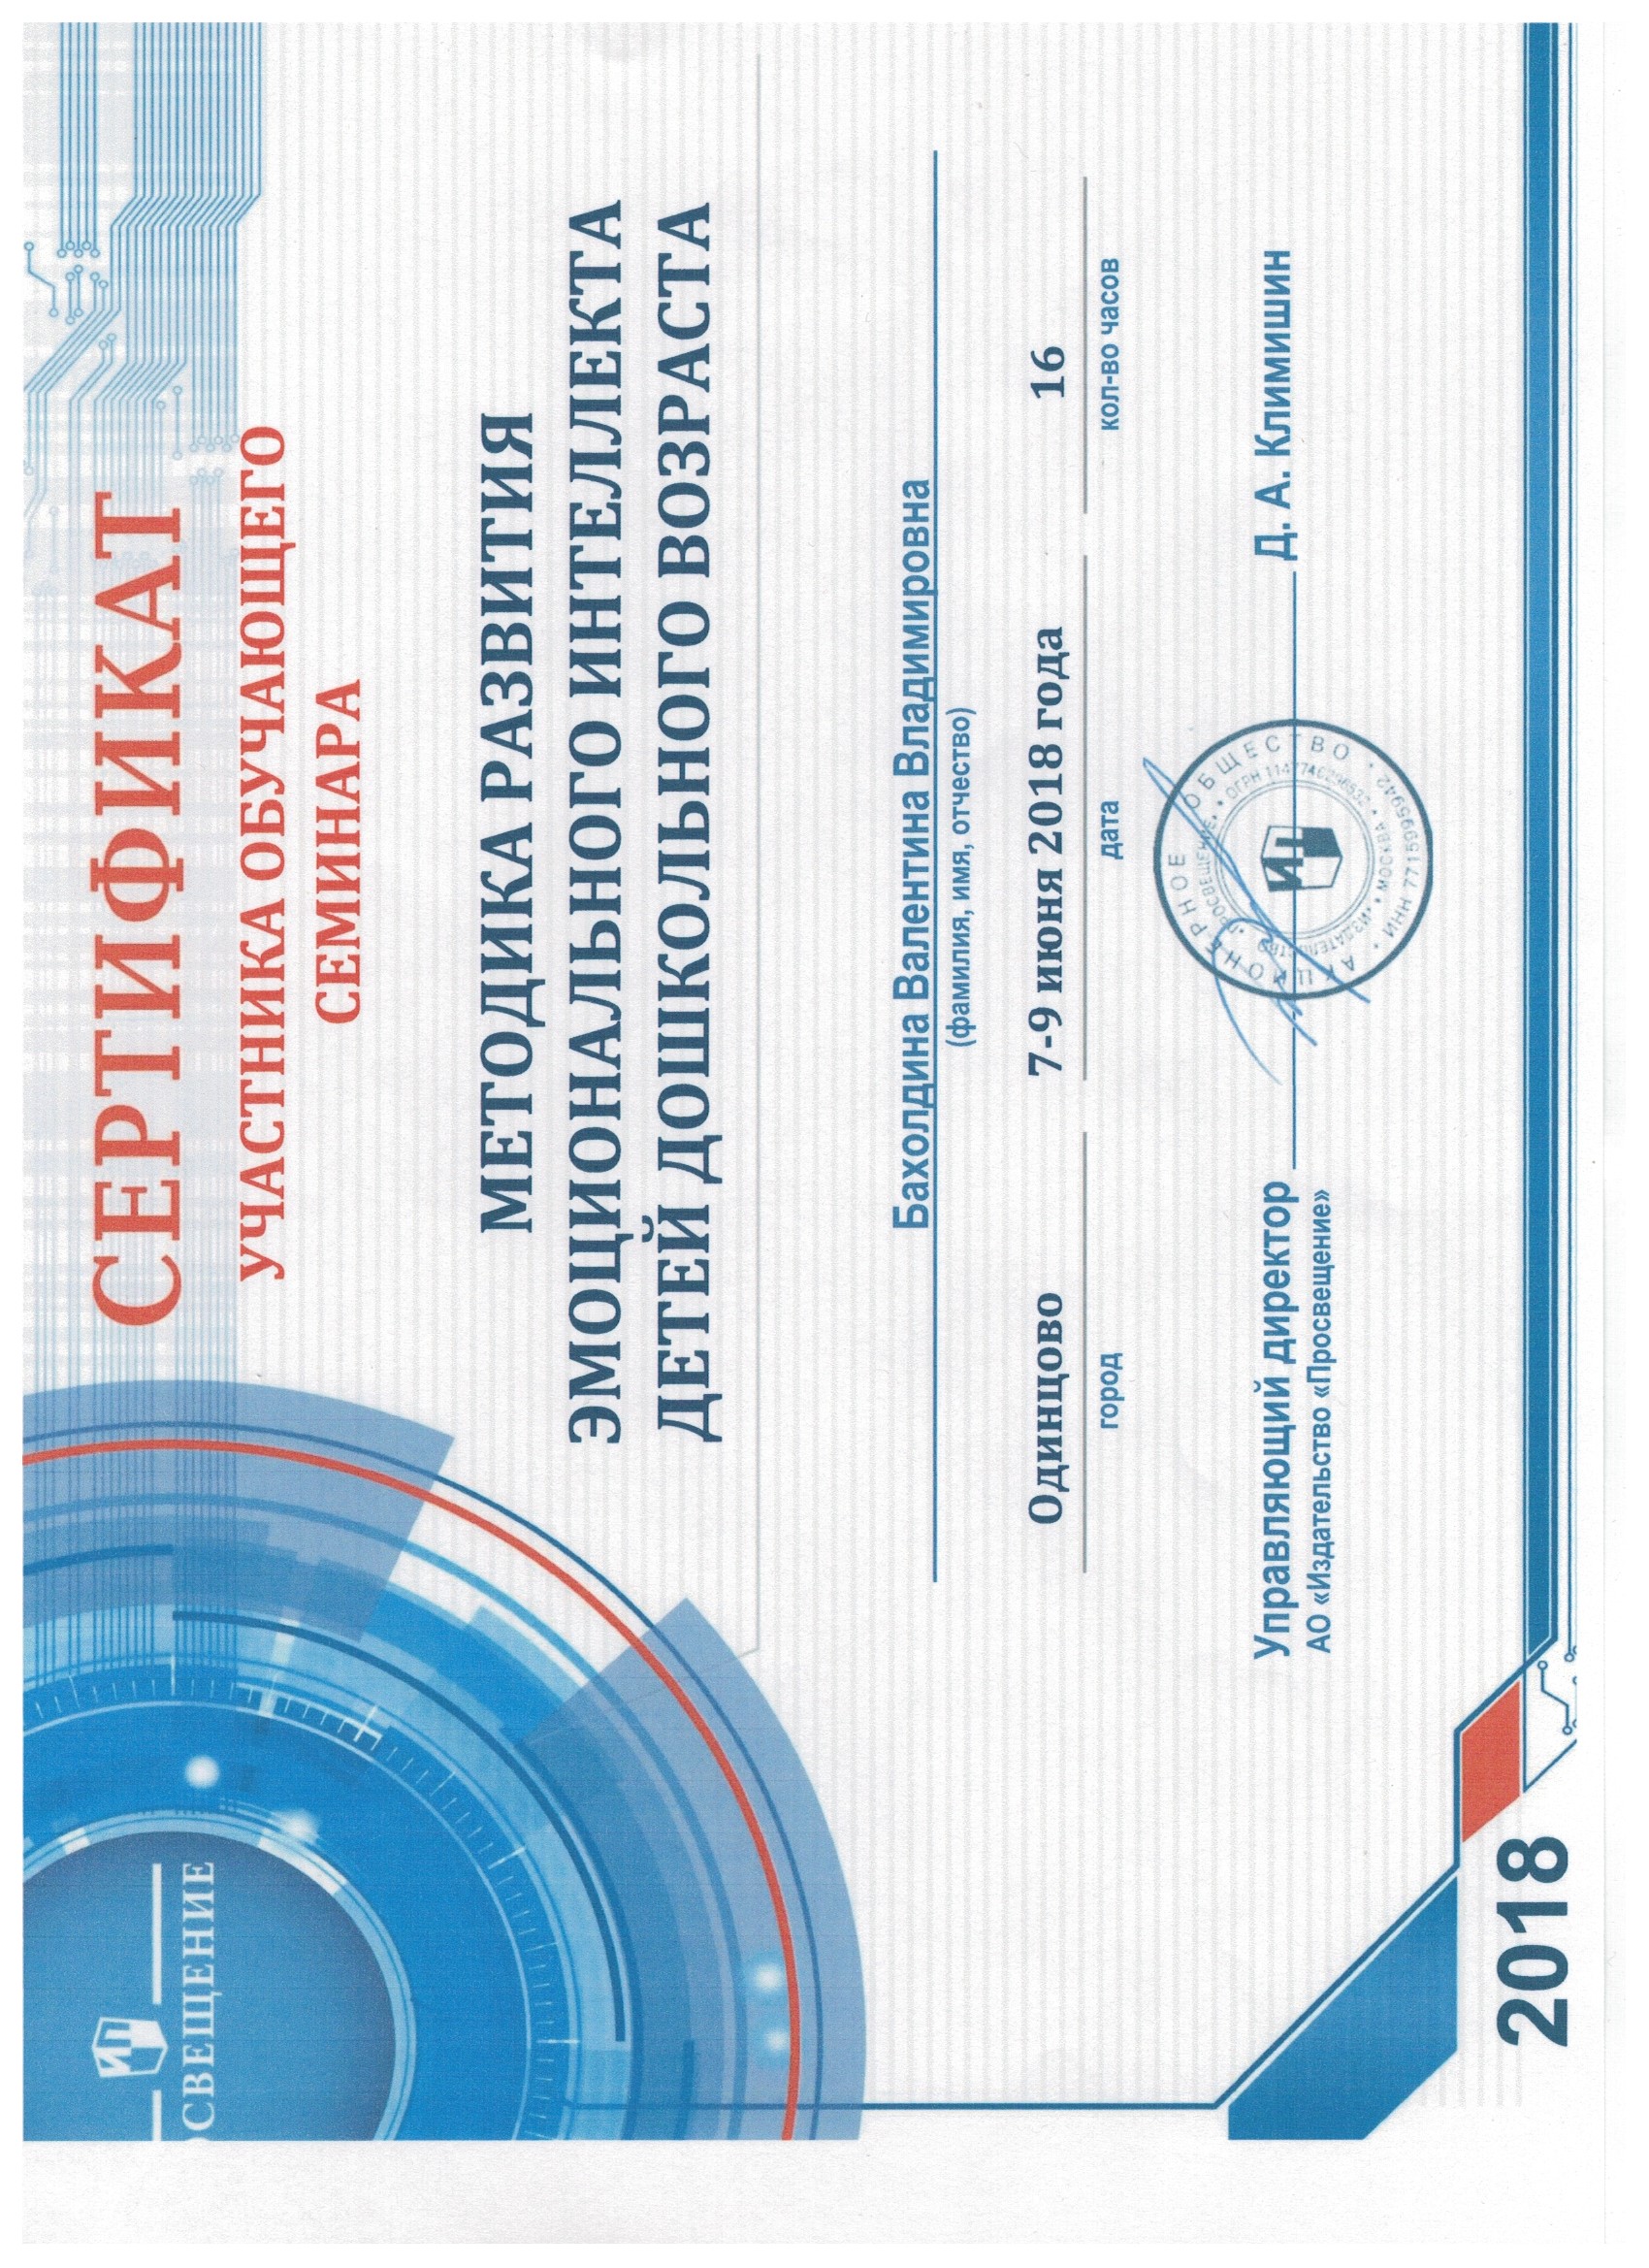 ИП
ОСВЕЩЕНИЕ
СЕРТИФИКАТ
УЧАСТНИКА ОБУЧАЮЩЕГО
СЕМИНАРА
МЕТОДИКА РАЗВИТИЯ
ЭМОЦИОНАЛЬНОГО ИНТЕЛЛЕКТА
ДЕТЕЙ ДОШКОЛЬНОГО ВОЗРАСТА
Бахолдина Валентина Владимировна
(фамилия, имя, отчество)
Одинцово 7-9 июня 2018 года 16
город дата кол-во часов
Управляющий директор Д. А. Климишин
АО «Издательство «Просвещение»
АКЦИОНЕРНОЕ ОБЩЕСТВО
• ИНН 7715995942 •
«ИЗДАТЕЛЬСТВО «ПРОСВЕЩЕНИЕ» • ОГРН
• МОСКВА •
ИП
2018